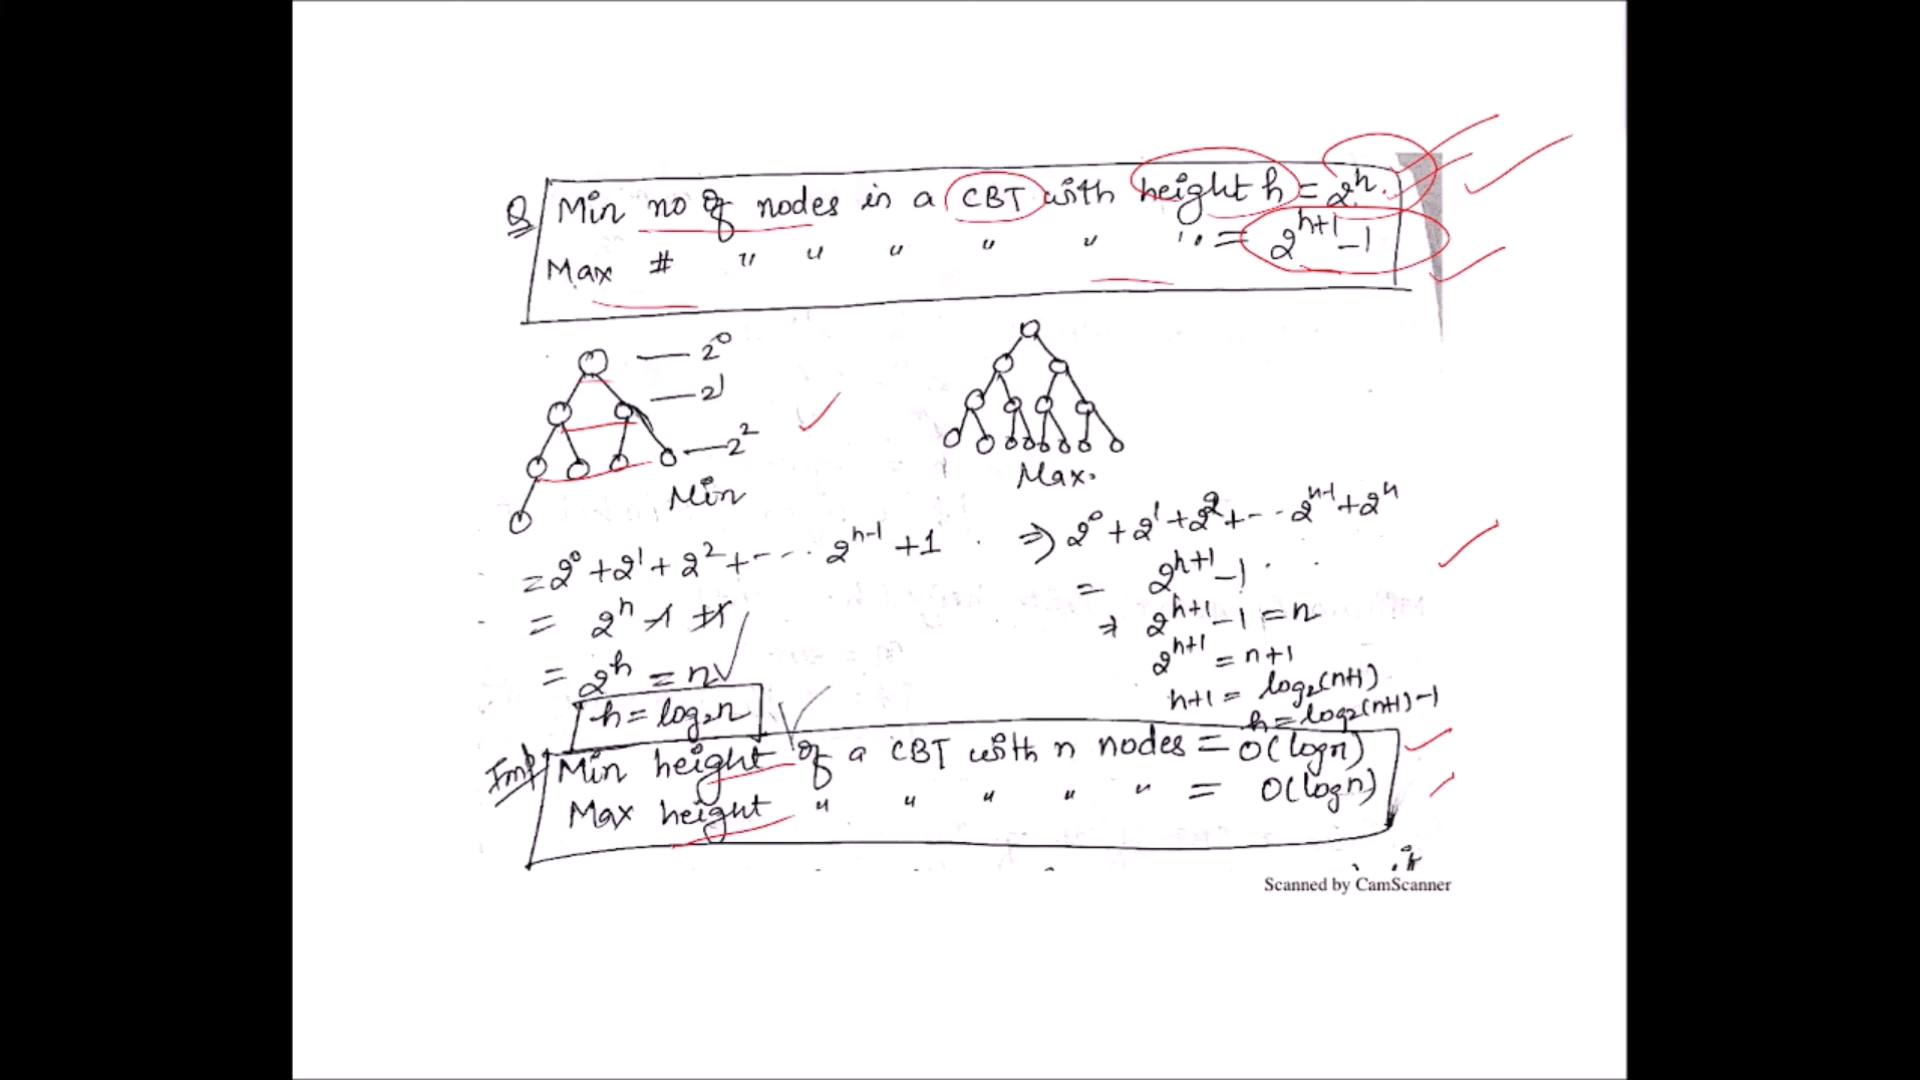 Q Min no of nodes in a CBT with height h = 2^h.
Max # " " " " " " = 2^(h+1) - 1
2^0
2^1
2^2
Min
Max.
= 2^0 + 2^1 + 2^2 + ---- 2^(h-1) + 1
= 2^h - 1 + 1
= 2^h = n
h = log₂n
⇒ 2^0 + 2^1 + 2^2 + -- 2^(h-1) + 2^h
= 2^(h+1) - 1
⇒ 2^(h+1) - 1 = n
2^(h+1) = n+1
h+1 = log₂(n+1)
h = log₂(n+1) - 1
Imp Min height of a CBT with n nodes = O(logn)
Max height " " " " " = O(logn)
Scanned by CamScanner